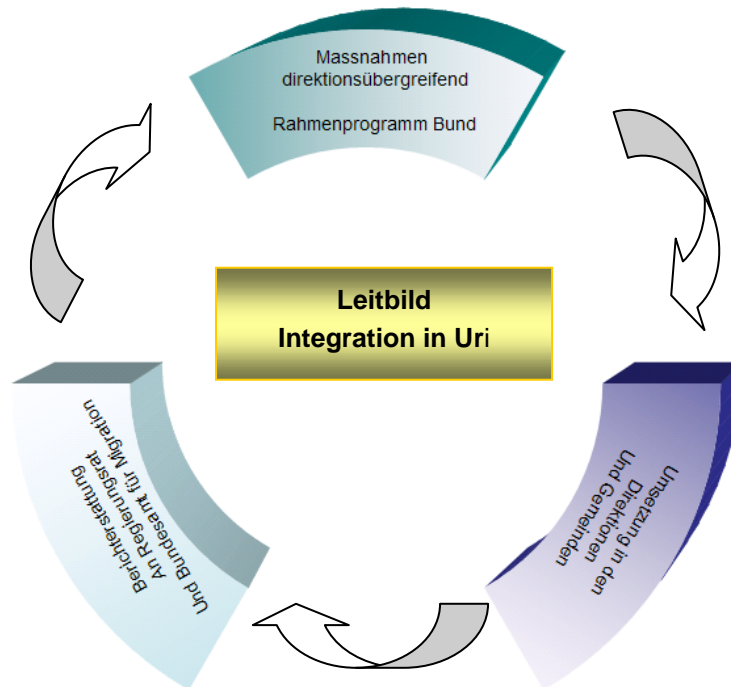 Massnahmen
direktionsübergreifend
Rahmenprogramm Bund
Leitbild
Integration in Uri
Umsetzung in den
Direktionen
Und Gemeinden
Berichterstattung
An Regierungsrat
Und Bundesamt für Migration